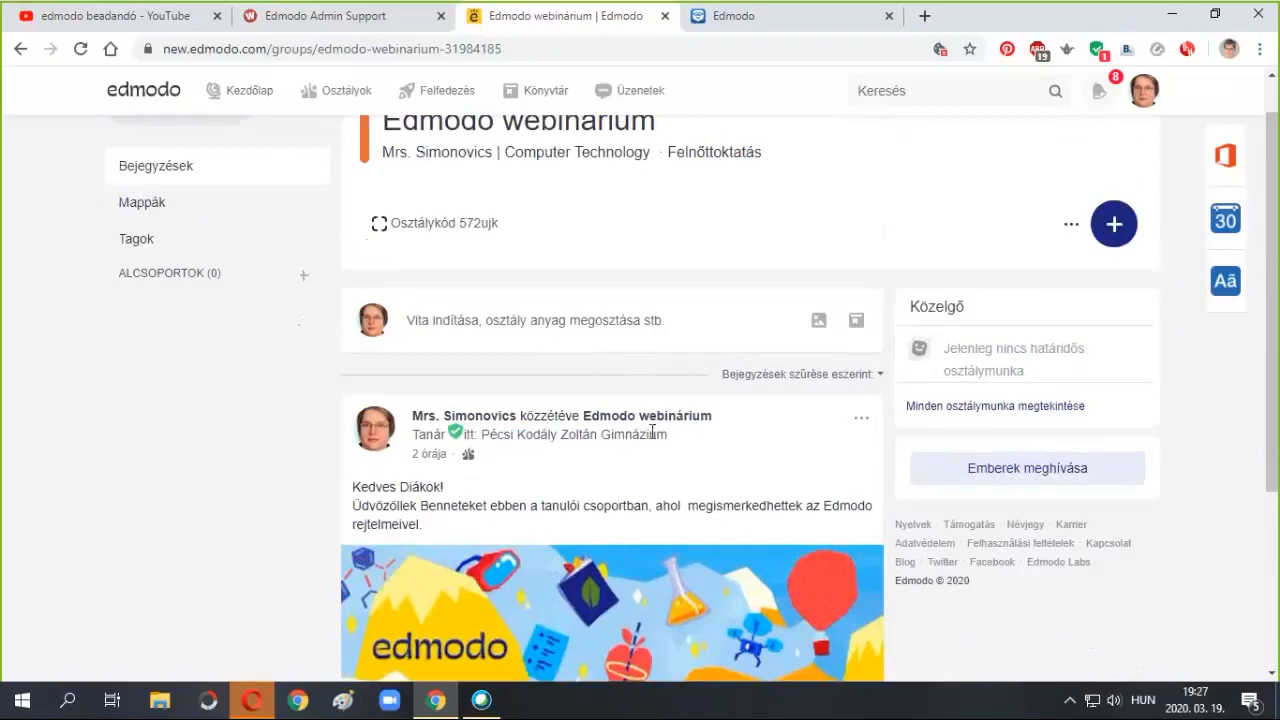 edmodo beadandó - YouTube
Edmodo Admin Support
Edmodo webinárium | Edmodo
Edmodo
new.edmodo.com/groups/edmodo-webinarium-31984185
19
1
edmodo
Kezdőlap
Osztályok
Felfedezés
Könyvtár
Üzenetek
Keresés
8
Edmodo webinárium
Mrs. Simonovics | Computer Technology · Felnőttoktatás
Bejegyzések
Mappák
Tagok
ALCSOPORTOK (0)
Osztálykód 572ujk
30
Aã
Vita indítása, osztály anyag megosztása stb.
Bejegyzések szűrése eszerint:
Mrs. Simonovics közzétéve Edmodo webinárium
Tanár itt: Pécsi Kodály Zoltán Gimnázium
2 órája
Kedves Diákok!
Üdvözöllek Benneteket ebben a tanulói csoportban, ahol megismerkedhettek az Edmodo
rejtelmeivel.
edmodo
Közelgő
Jelenleg nincs határidős
osztálymunka.
Minden osztálymunka megtekintése
Emberek meghívása
Nyelvek · Támogatás · Névjegy · Karrier
Adatvédelem · Felhasználási feltételek · Kapcsolat
Blog · Twitter · Facebook · Edmodo Labs
Edmodo © 2020
HUN
19:27
2020. 03. 19.
5